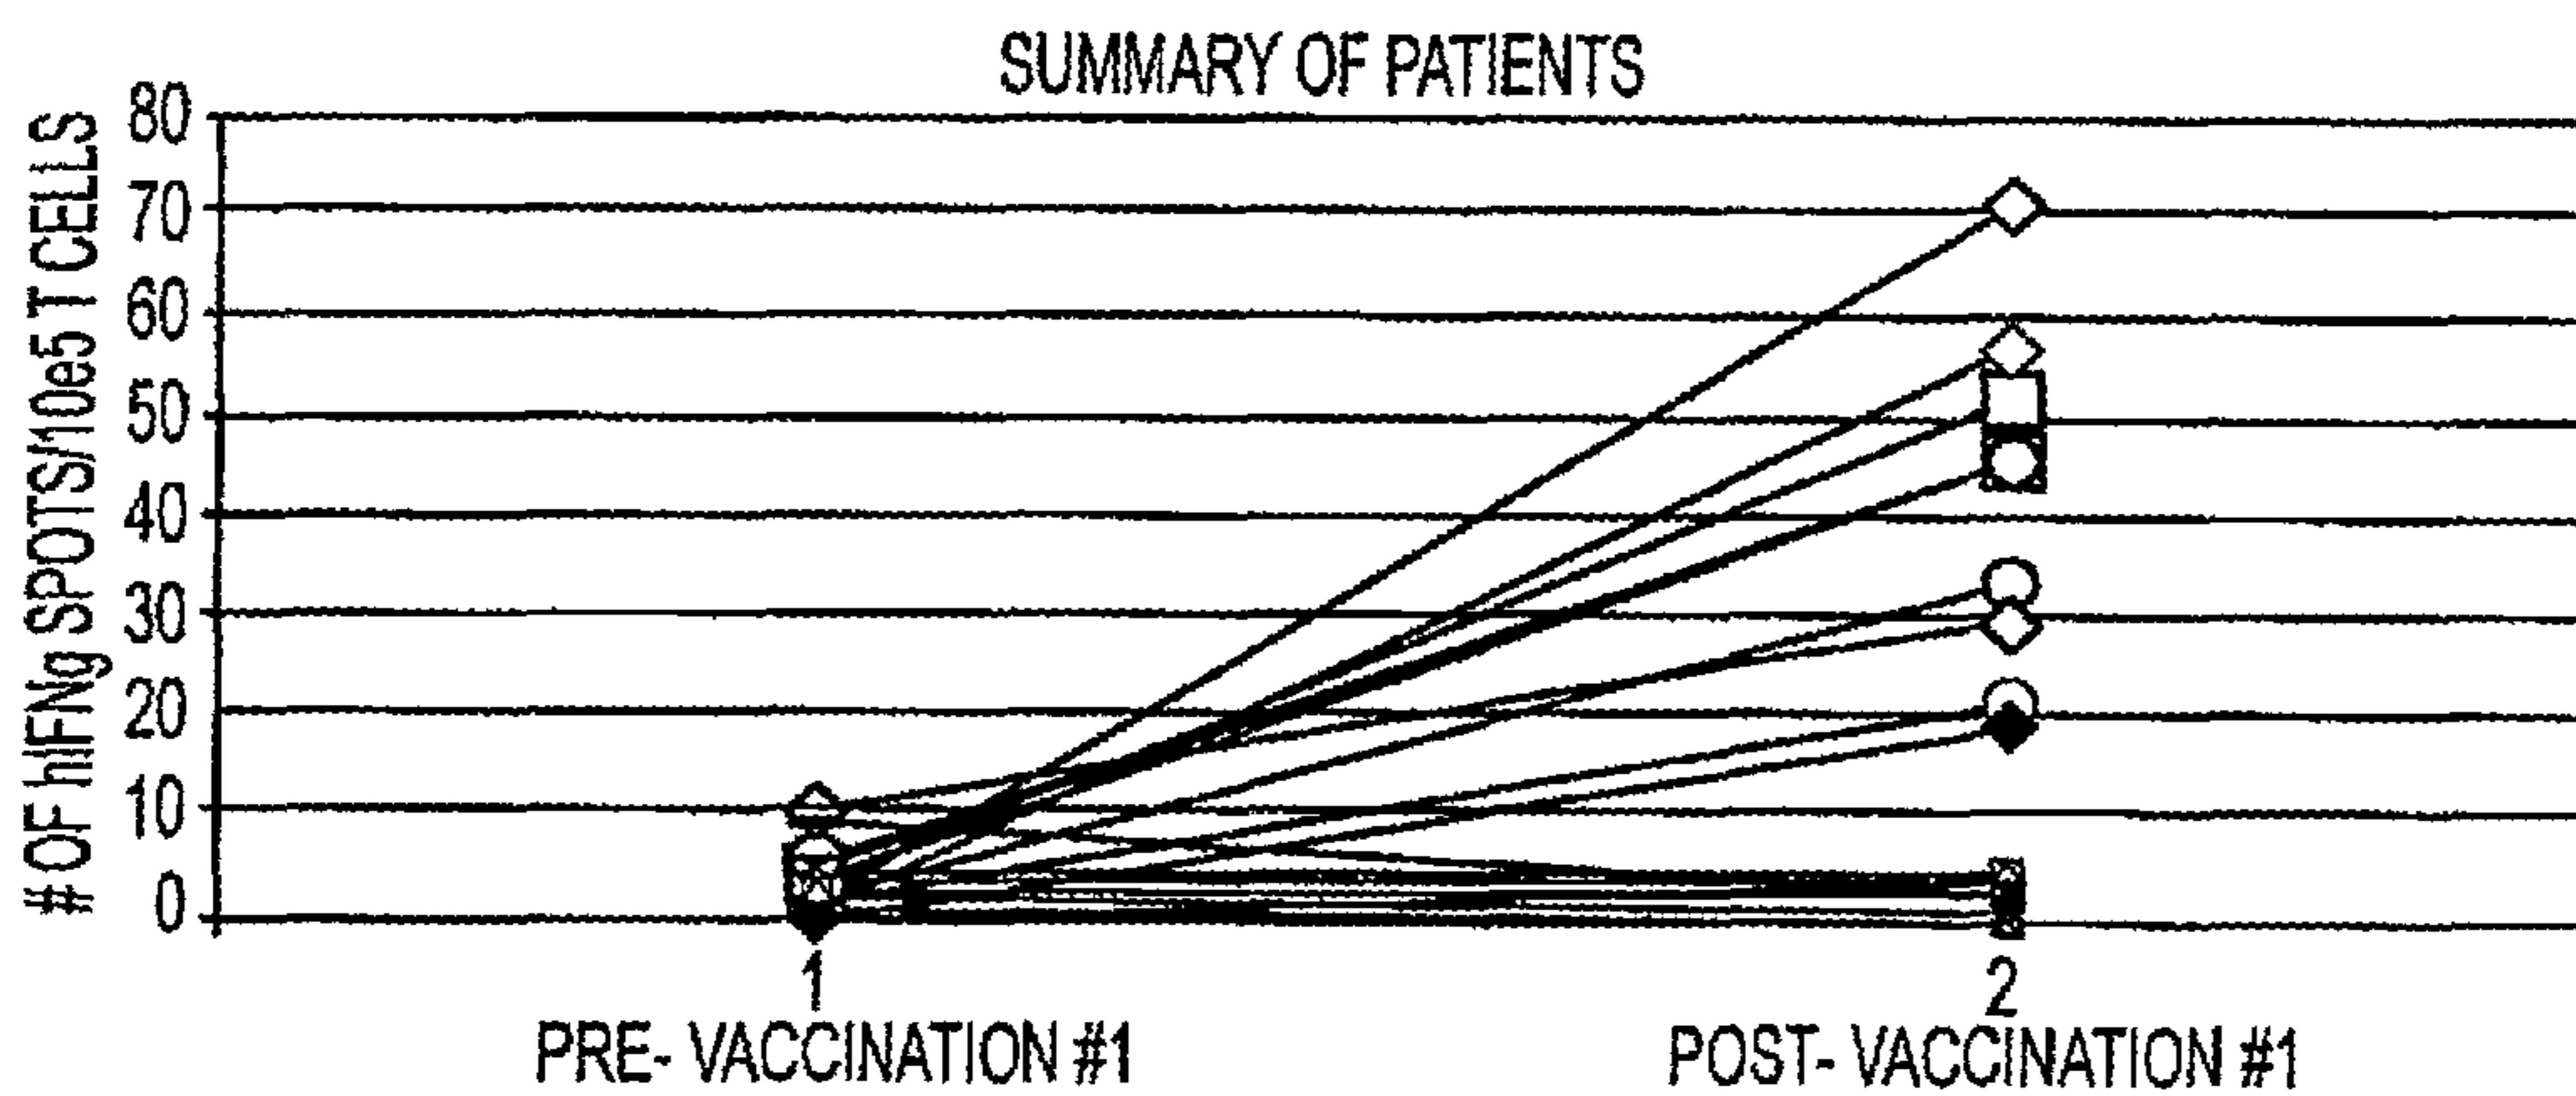 SUMMARY OF PATIENTS
# OF hIFNg SPOTS/10e5 T CELLS
80
70
60
50
40
30
20
10
0
1
2
PRE- VACCINATION #1
POST- VACCINATION #1